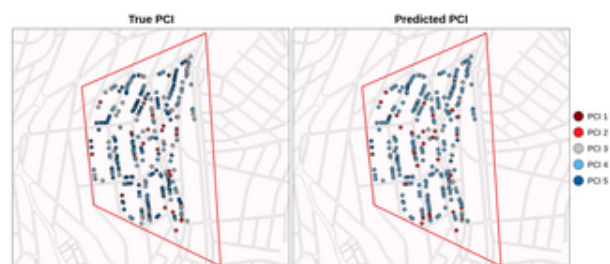 True PCI
Predicted PCI
PCI 1
PCI 2
PCI 3
PCI 4
PCI 5